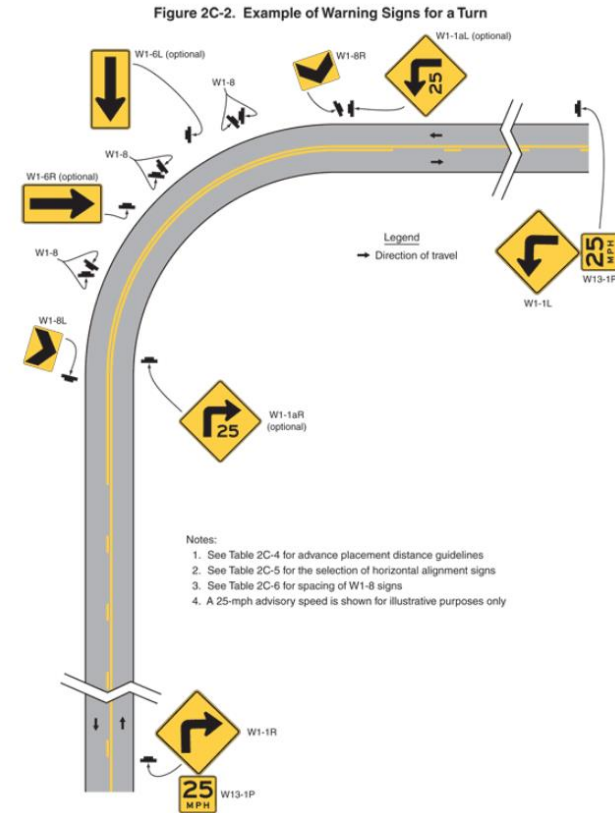 Figure 2C-2. Example of Warning Signs for a Turn
W1-6L (optional)
W1-8
W1-8R
W1-1aL (optional)
25
W1-8
W1-6R (optional)
W1-8
W1-8L
Legend
Direction of travel
25
MPH
W13-1P
W1-1L
25
W1-1aR
(optional)
Notes:
1. See Table 2C-4 for advance placement distance guidelines
2. See Table 2C-5 for the selection of horizontal alignment signs
3. See Table 2C-6 for spacing of W1-8 signs
4. A 25-mph advisory speed is shown for illustrative purposes only
W1-1R
25
MPH
W13-1P